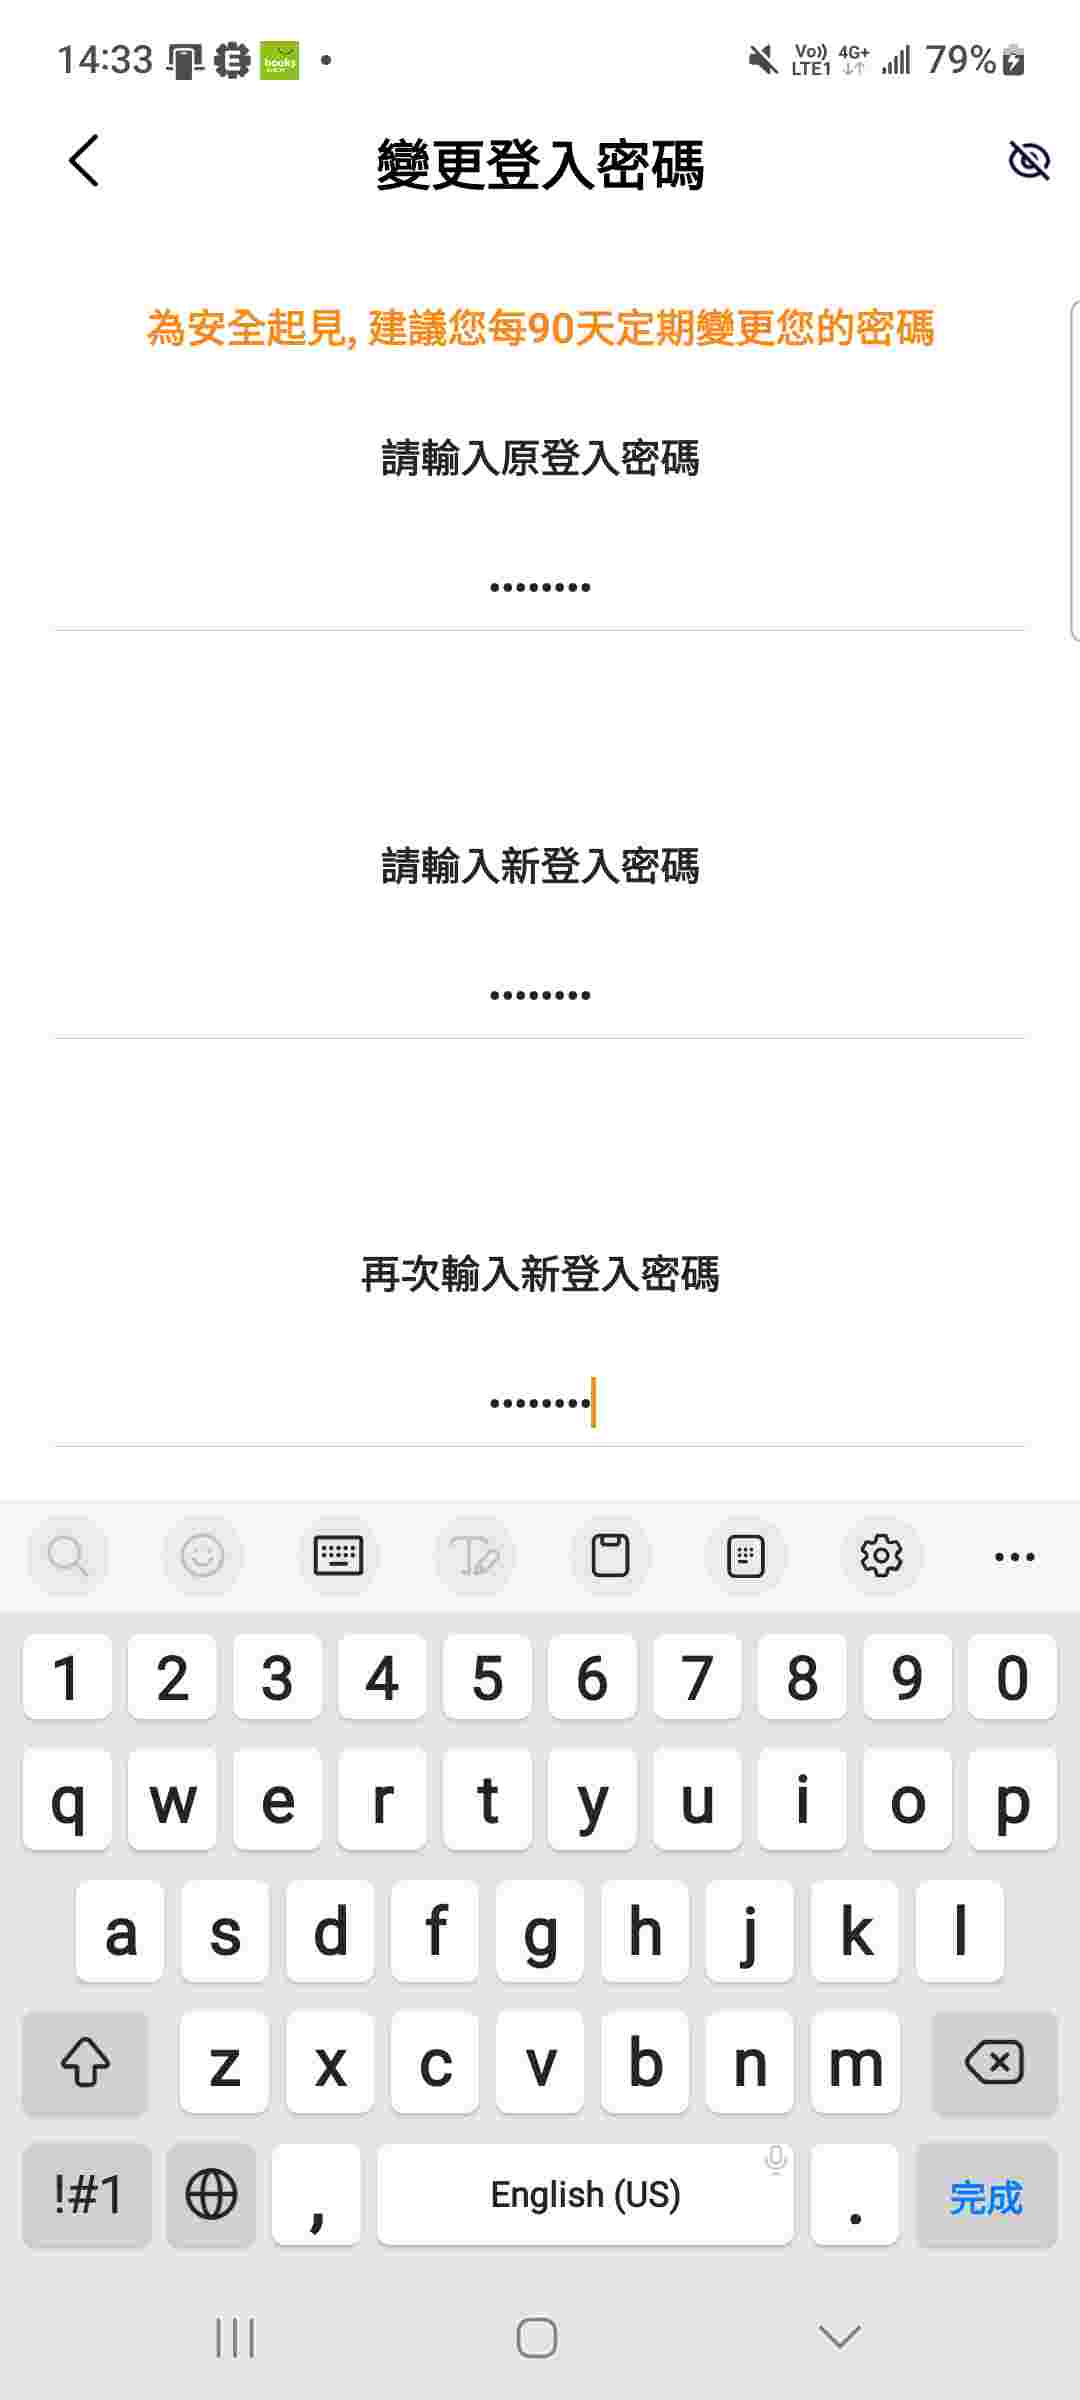 14:33 books Vo)) LTE1 4G+ 79%
變更登入密碼
為安全起見, 建議您每90天定期變更您的密碼
請輸入原登入密碼
••••••••
請輸入新登入密碼
••••••••
再次輸入新登入密碼
••••••••
1 2 3 4 5 6 7 8 9 0
q w e r t y u i o p
a s d f g h j k l
z x c v b n m
!#1 , English (US) . 完成